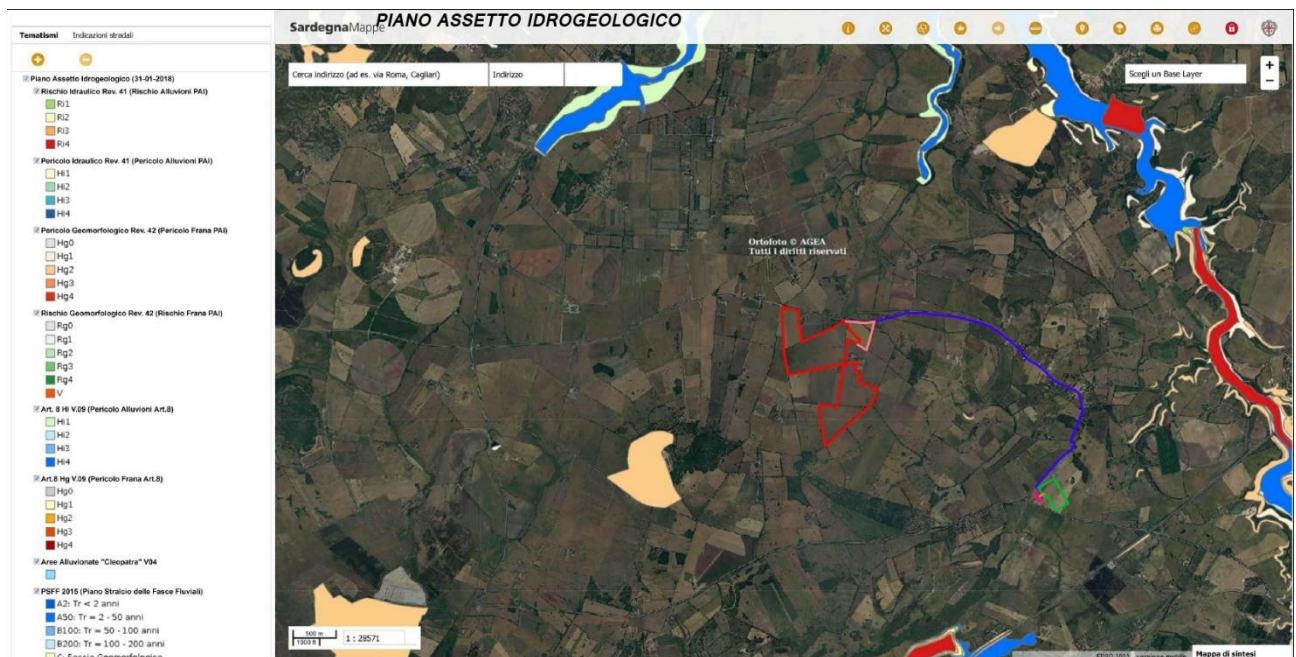 PIANO ASSETTO IDROGEOLOGICO
SardegnaMappe
Tematismi Indicazioni stradali
Cerca indirizzo (ad es. via Roma, Cagliari) Indirizzo
Scegli un Base Layer
+
−
Piano Assetto Idrogeologico (31-01-2018)
Rischio Idraulico Rev. 41 (Rischio Alluvioni PAI)
Ri1
Ri2
Ri3
Ri4
Pericolo Idraulico Rev. 41 (Pericolo Alluvioni PAI)
Hi1
Hi2
Hi3
Hi4
Pericolo Geomorfologico Rev. 42 (Pericolo Frana PAI)
Hg0
Hg1
Hg2
Hg3
Hg4
Rischio Geomorfologico Rev. 42 (Rischio Frana PAI)
Rg0
Rg1
Rg2
Rg3
Rg4
V
Art. 8 Hi V.09 (Pericolo Alluvioni Art.8)
Hi1
Hi2
Hi3
Hi4
Art.8 Hg V.09 (Pericolo Frana Art.8)
Hg0
Hg1
Hg2
Hg3
Hg4
Aree Alluvionate "Cleopatra" V04
PSFF 2015 (Piano Stralcio delle Fasce Fluviali)
A2: Tr < 2 anni
A50: Tr = 2 - 50 anni
B100: Tr = 50 - 100 anni
B200: Tr = 100 - 200 anni
C: Fascia Geomorfologica
Ortofoto © AGEA
Tutti i diritti riservati
500 m
1000 ft
1 : 28571
Mappa di sintesi